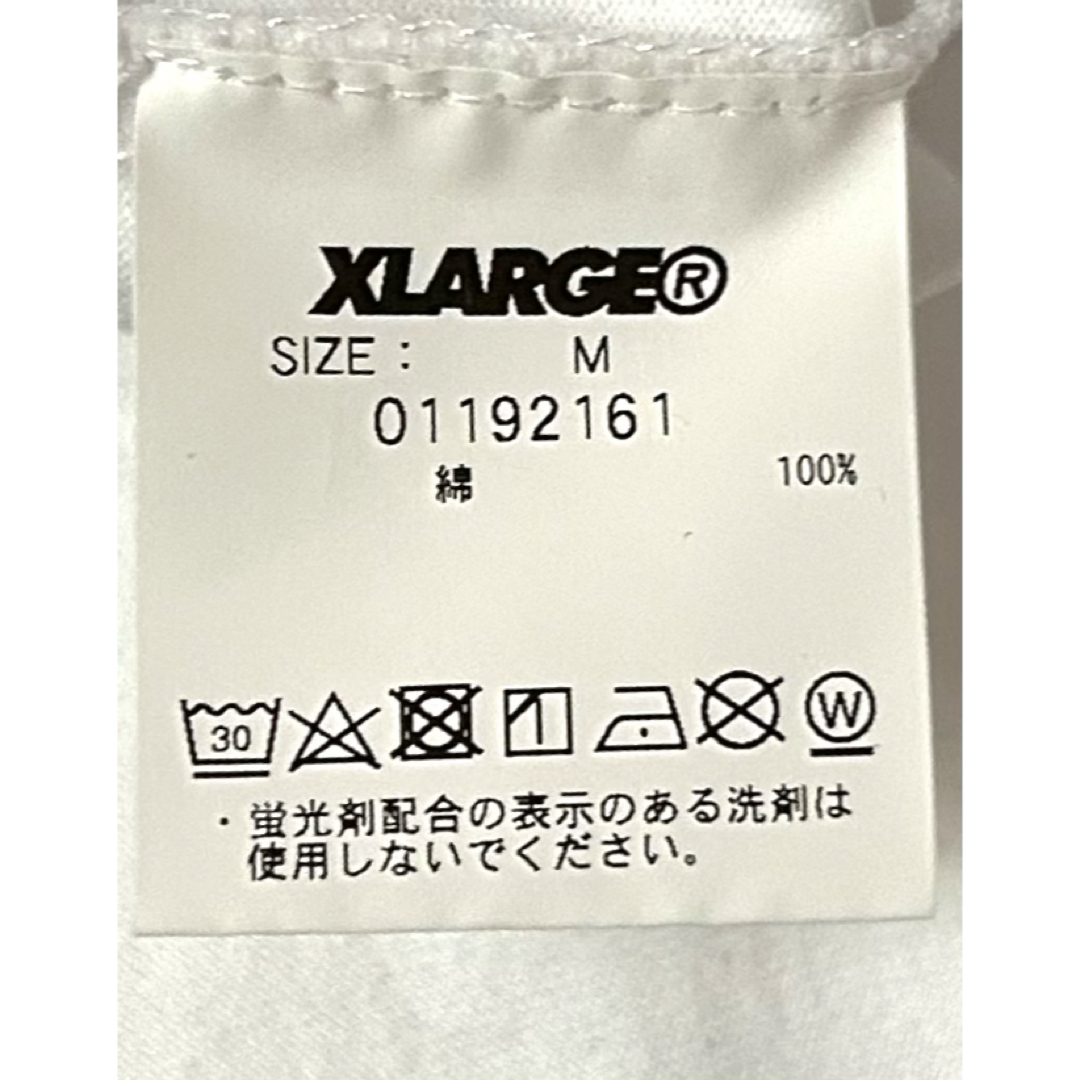 XLARGE®
SIZE: M
01192161
綿 100%
30 W
・蛍光剤配合の表示のある洗剤は
使用しないでください。